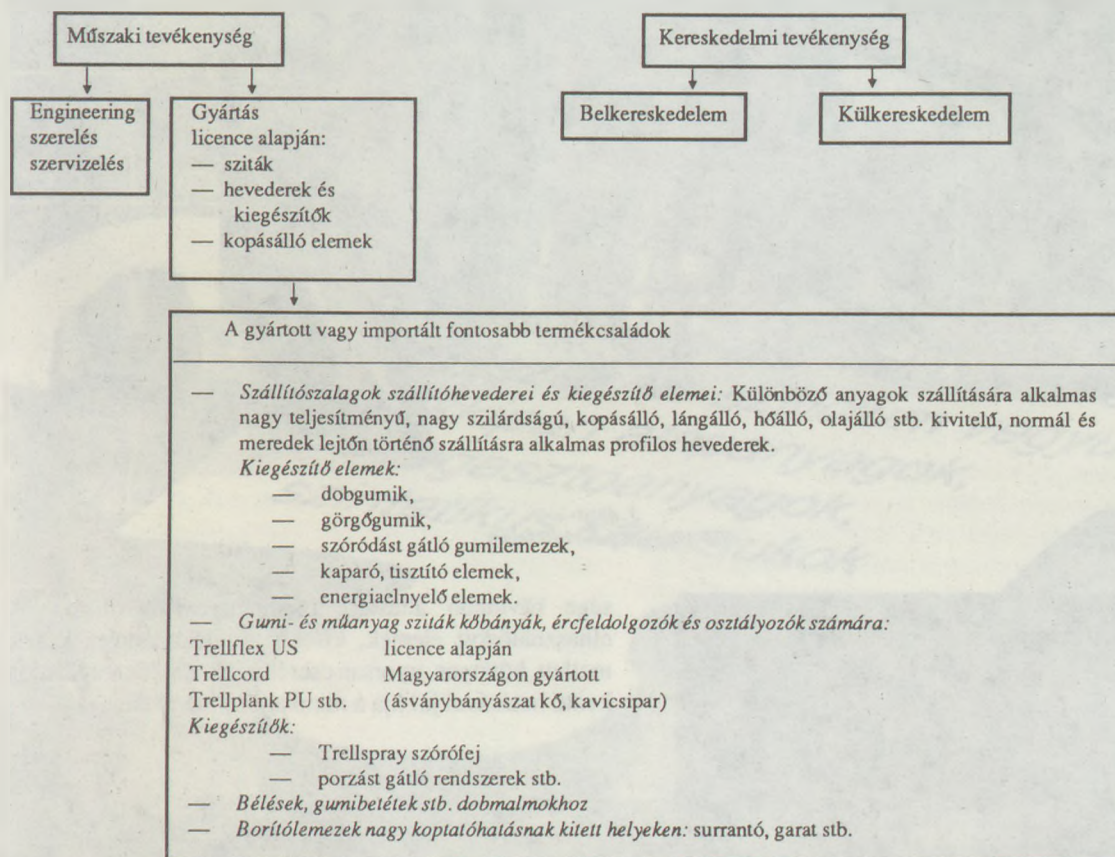 Műszaki tevékenység
Kereskedelmi tevékenység
Engineering
szerelés
szervizelés
Gyártás
licence alapján:
— sziták
— hevederek és
kiegészítők
— kopásálló elemek
Belkereskedelem
Külkereskedelem
A gyártott vagy importált fontosabb termékcsaládok
— Szállítószalagok szállítóhevederei és kiegészítő elemei: Különböző anyagok szállítására alkalmas
nagy teljesítményű, nagy szilárdságú, kopásálló, lángálló, hőálló, olajálló stb. kivitelű, normál és
meredek lejtőn történő szállításra alkalmas profilos hevederek.
Kiegészítő elemek:
— dobgumik,
— görgőgumik,
— szóródást gátló gumilemezek,
— kaparó, tisztító elemek,
— energiaelnyelő elemek.
— Gumi- és műanyag sziták kőbányák, ércfeldolgozók és osztályozók számára:
Trellflex US licence alapján
Trellcord Magyarországon gyártott
Trellplank PU stb. (ásványbányászat kő, kavicsipar)
Kiegészítők:
— Trellspray szórófej
— porzást gátló rendszerek stb.
— Bélések, gumibetétek stb. dobmalmokhoz
— Borítólemezek nagy koptatóhatásnak kitett helyeken: surrantó, garat stb.